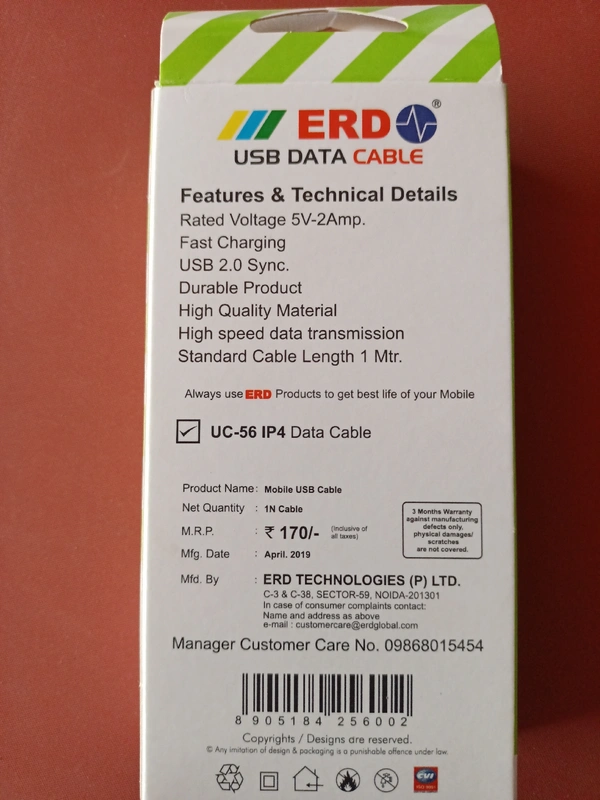 ERD®
USB DATA CABLE
Features & Technical Details
Rated Voltage 5V-2Amp.
Fast Charging
USB 2.0 Sync.
Durable Product
High Quality Material
High speed data transmission
Standard Cable Length 1 Mtr.
Always use ERD Products to get best life of your Mobile
UC-56 IP4 Data Cable
Product Name : Mobile USB Cable
Net Quantity : 1N Cable
M.R.P. : ₹ 170/- (Inclusive of all taxes)
Mfg. Date : April. 2019
3 Months Warranty
against manufacturing
defects only,
physical damages/
scratches
are not covered.
Mfd. By : ERD TECHNOLOGIES (P) LTD.
C-3 & C-38, SECTOR-59, NOIDA-201301
In case of consumer complaints contact:
Name and address as above
e-mail : customercare@erdglobal.com
Manager Customer Care No. 09868015454
8 905184 256002
Copyrights / Designs are reserved.
© Any imitation of design & packaging is a punishable offence under law.
CVI